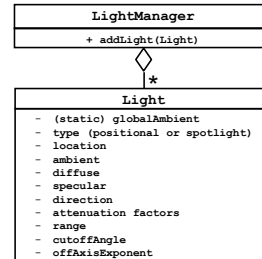 LightManager
+ addLight(Light)
*
Light
- (static) globalAmbient
- type (positional or spotlight)
- location
- ambient
- diffuse
- specular
- direction
- attenuation factors
- range
- cutoffAngle
- offAxisExponent